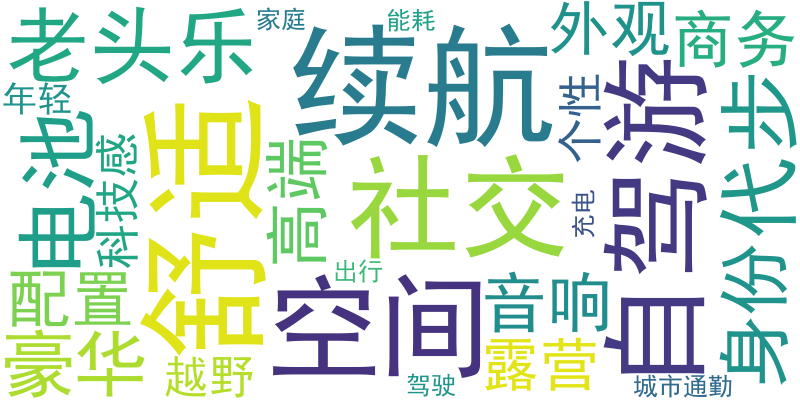 老头乐
家庭
能耗
外观
商务
年轻
续航
个性
自驾游
身份代步
电池
科技感
舒适
高端
社交
充电
出行
配置
空间
音响
豪华
越野
露营
驾驶
城市通勤